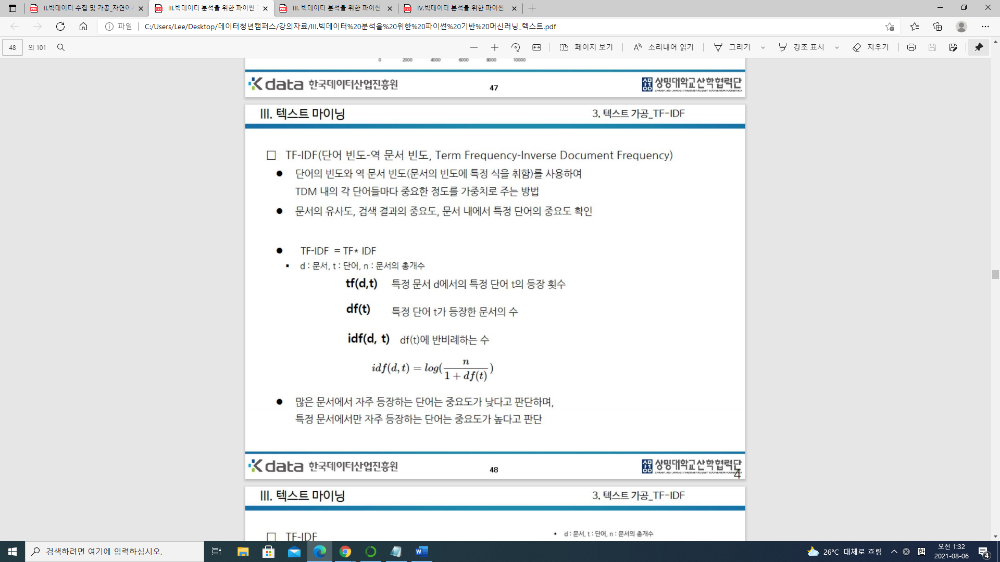 II.빅데이터 수집 및 가공_자연어
III.빅데이터 분석을 위한 파이썬
III. 빅데이터 분석을 위한 파이썬
IV.빅데이터 분석을 위한 파이썬
파일
C:/Users/Lee/Desktop/데이터청년캠퍼스/강의자료/III.빅데이터%20분석을%20위한%20파이썬%20기반%20머신러닝_텍스트.pdf
48 의 101
페이지 보기
소리내어 읽기
그리기
강조 표시
지우기
0 2000 4000 6000 8000 10000
Kdata 한국데이터산업진흥원
47
상명대학교산학협력단
III. 텍스트 마이닝
3. 텍스트 가공_TF-IDF
□ TF-IDF(단어 빈도-역 문서 빈도, Term Frequency-Inverse Document Frequency)
● 단어의 빈도와 역 문서 빈도(문서의 빈도에 특정 식을 취함)를 사용하여
TDM 내의 각 단어들마다 중요한 정도를 가중치로 주는 방법
● 문서의 유사도, 검색 결과의 중요도, 문서 내에서 특정 단어의 중요도 확인
● TF-IDF = TF* IDF
▪ d : 문서, t : 단어, n : 문서의 총개수
tf(d,t) 특정 문서 d에서의 특정 단어 t의 등장 횟수
df(t) 특정 단어 t가 등장한 문서의 수
idf(d, t) df(t)에 반비례하는 수
idf(d, t) = log(n / 1 + df(t))
● 많은 문서에서 자주 등장하는 단어는 중요도가 낮다고 판단하며,
특정 문서에서만 자주 등장하는 단어는 중요도가 높다고 판단
Kdata 한국데이터산업진흥원
48
상명대학교산학협력단
4
III. 텍스트 마이닝
3. 텍스트 가공_TF-IDF
□ TF-IDF
▪ d : 문서, t : 단어, n : 문서의 총개수
검색하려면 여기에 입력하십시오.
26°C 대체로 흐림
한
오전 1:32
2021-08-06
4